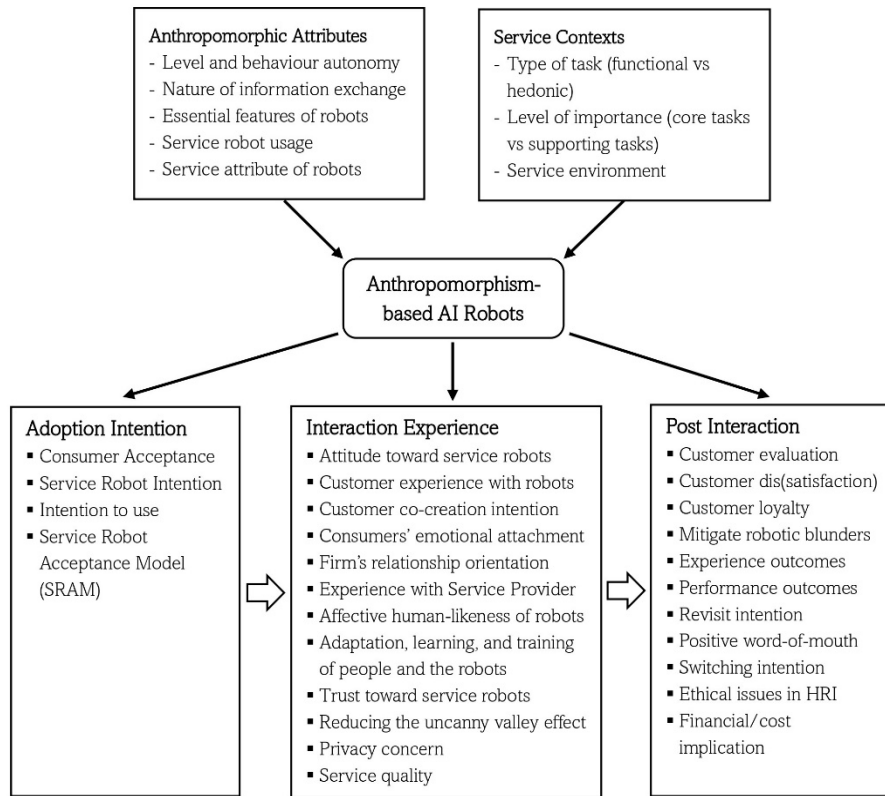 Anthropomorphic Attributes
- Level and behaviour autonomy
- Nature of information exchange
- Essential features of robots
- Service robot usage
- Service attribute of robots
Service Contexts
- Type of task (functional vs
hedonic)
- Level of importance (core tasks
vs supporting tasks)
- Service environment
Anthropomorphism-
based AI Robots
Adoption Intention
▪ Consumer Acceptance
▪ Service Robot Intention
▪ Intention to use
▪ Service Robot
Acceptance Model
(SRAM)
Interaction Experience
▪ Attitude toward service robots
▪ Customer experience with robots
▪ Customer co-creation intention
▪ Consumers' emotional attachment
▪ Firm's relationship orientation
▪ Experience with Service Provider
▪ Affective human-likeness of robots
▪ Adaptation, learning, and training
of people and the robots
▪ Trust toward service robots
▪ Reducing the uncanny valley effect
▪ Privacy concern
▪ Service quality
Post Interaction
▪ Customer evaluation
▪ Customer dis(satisfaction)
▪ Customer loyalty
▪ Mitigate robotic blunders
▪ Experience outcomes
▪ Performance outcomes
▪ Revisit intention
▪ Positive word-of-mouth
▪ Switching intention
▪ Ethical issues in HRI
▪ Financial/cost
implication